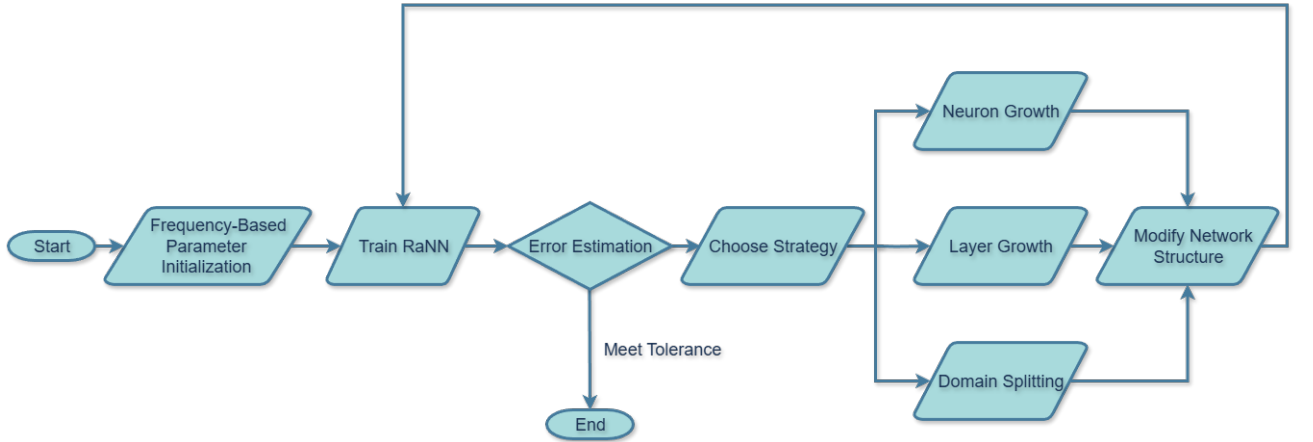 Start
Frequency-Based
Parameter
Initialization
Train RaNN
Error Estimation
Meet Tolerance
End
Choose Strategy
Neuron Growth
Layer Growth
Domain Splitting
Modify Network
Structure